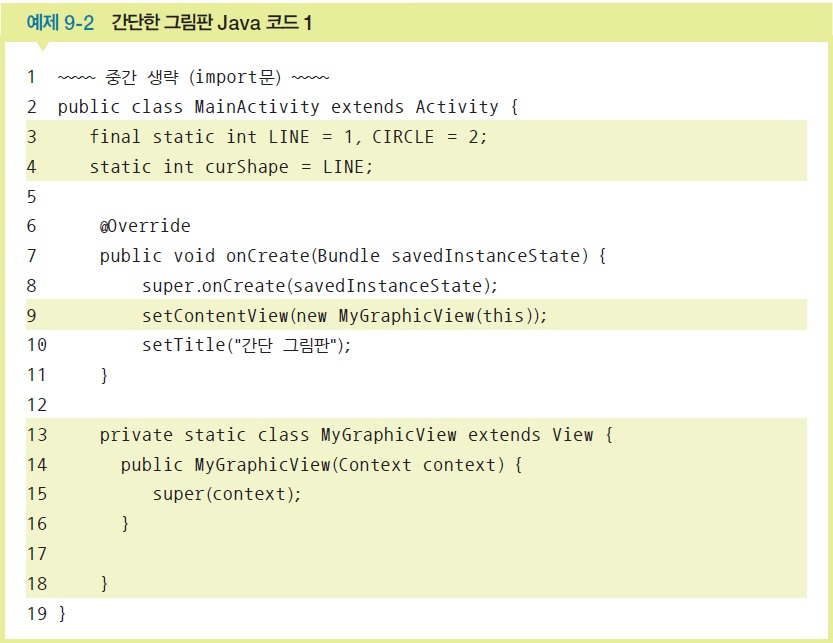 예제 9-2 간단한 그림판 Java 코드 1
1 ~~~~ 중간 생략 (import문) ~~~~
2 public class MainActivity extends Activity {
3 final static int LINE = 1, CIRCLE = 2;
4 static int curShape = LINE;
5
6 @Override
7 public void onCreate(Bundle savedInstanceState) {
8 super.onCreate(savedInstanceState);
9 setContentView(new MyGraphicView(this));
10 setTitle("간단 그림판");
11 }
12
13 private static class MyGraphicView extends View {
14 public MyGraphicView(Context context) {
15 super(context);
16 }
17
18 }
19 }